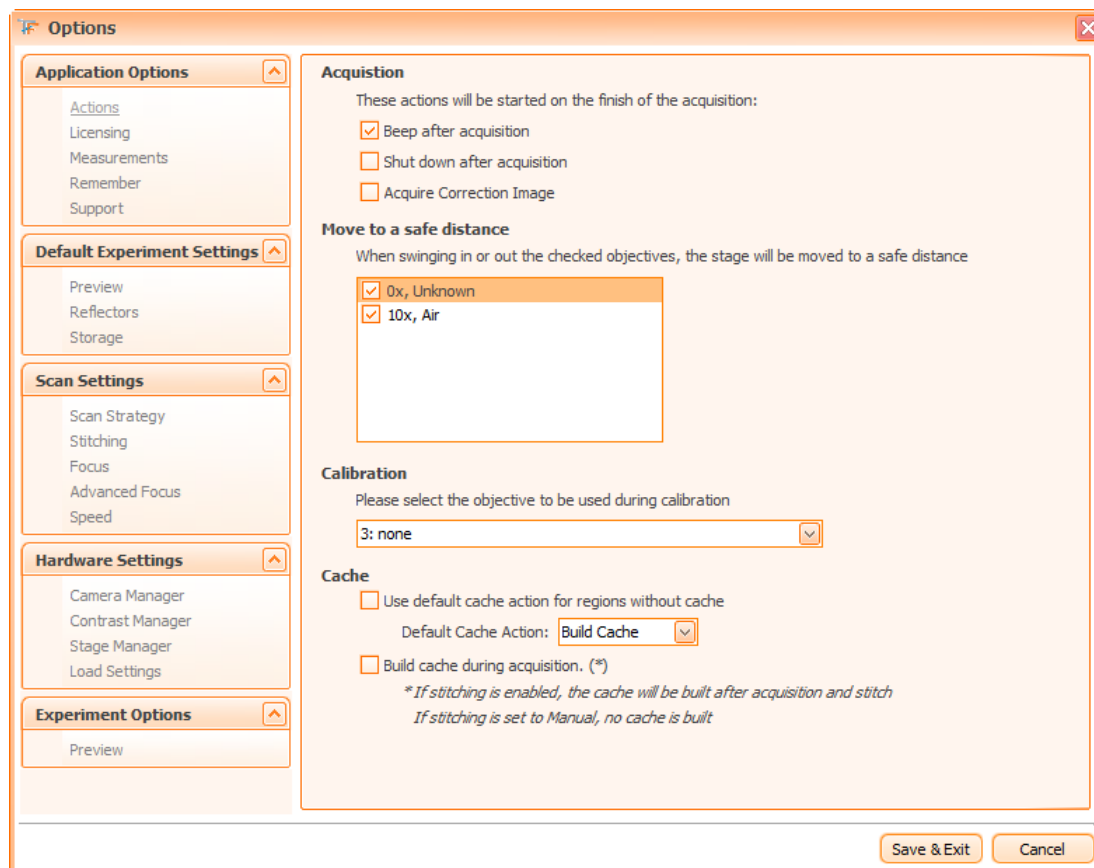 Options
Application Options
Actions
Licensing
Measurements
Remember
Support
Default Experiment Settings
Preview
Reflectors
Storage
Scan Settings
Scan Strategy
Stitching
Focus
Advanced Focus
Speed
Hardware Settings
Camera Manager
Contrast Manager
Stage Manager
Load Settings
Experiment Options
Preview
Acquistion
These actions will be started on the finish of the acquisition:
Beep after acquisition
Shut down after acquisition
Acquire Correction Image
Move to a safe distance
When swinging in or out the checked objectives, the stage will be moved to a safe distance
0x, Unknown
10x, Air
Calibration
Please select the objective to be used during calibration
3: none
Cache
Use default cache action for regions without cache
Default Cache Action: Build Cache
Build cache during acquisition. (*)
* If stitching is enabled, the cache will be built after acquisition and stitch
If stitching is set to Manual, no cache is built
Save & Exit Cancel